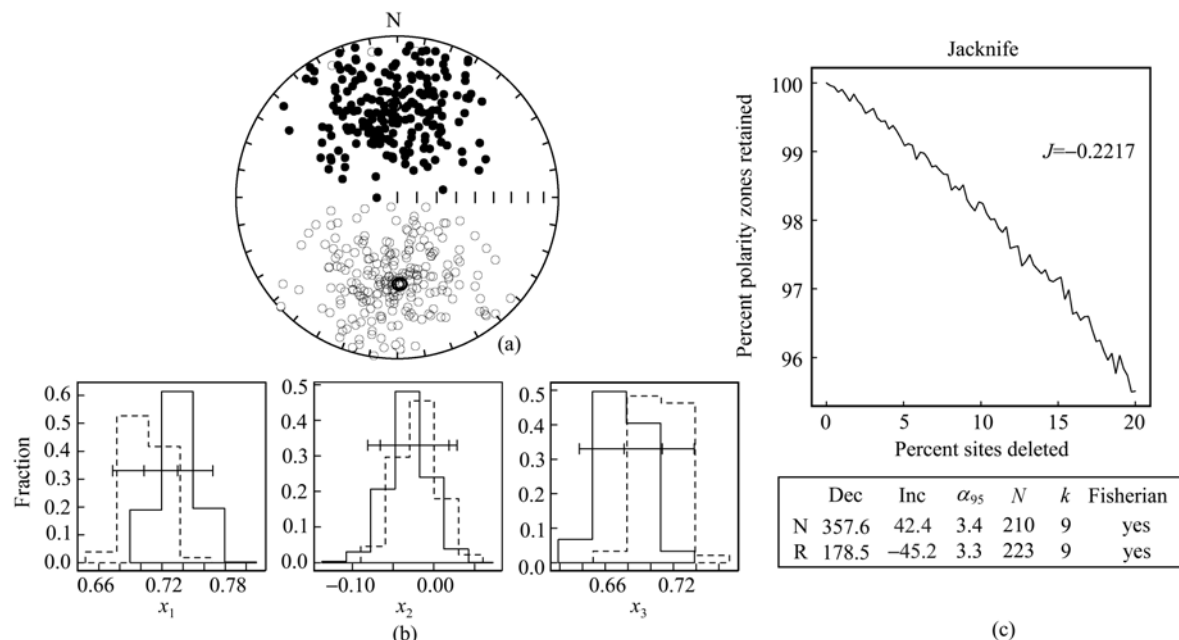 N
(a)
Jacknife
Percent polarity zones retained
100
99
98
97
96
J=−0.2217
0
5
10
15
20
Percent sites deleted
Fraction
0.6
0.5
0.4
0.3
0.2
0.1
0.0
0.66
0.72
0.78
x1
0.5
0.4
0.3
0.2
0.1
0.0
−0.10
0.00
x2
0.5
0.4
0.3
0.2
0.1
0.0
0.66
0.72
x3
(b)
Dec Inc α95 N k Fisherian
N 357.6 42.4 3.4 210 9 yes
R 178.5 −45.2 3.3 223 9 yes
(c)